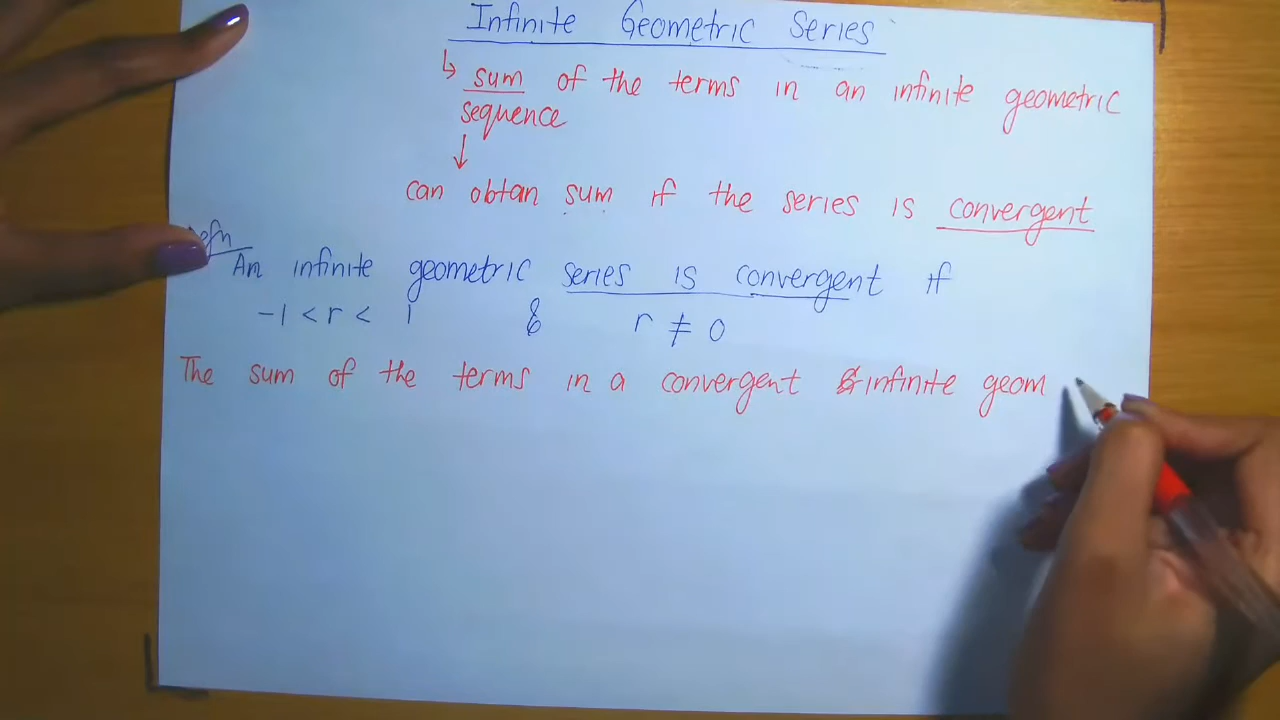 Infinite Geometric Series
↳ sum of the terms in an infinite geometric
sequence
↓
can obtan sum if the series is convergent
Defn
An infinite geometric series is convergent if
-1 < r < 1 & r ≠ 0
The sum of the terms in a convergent infinite geom